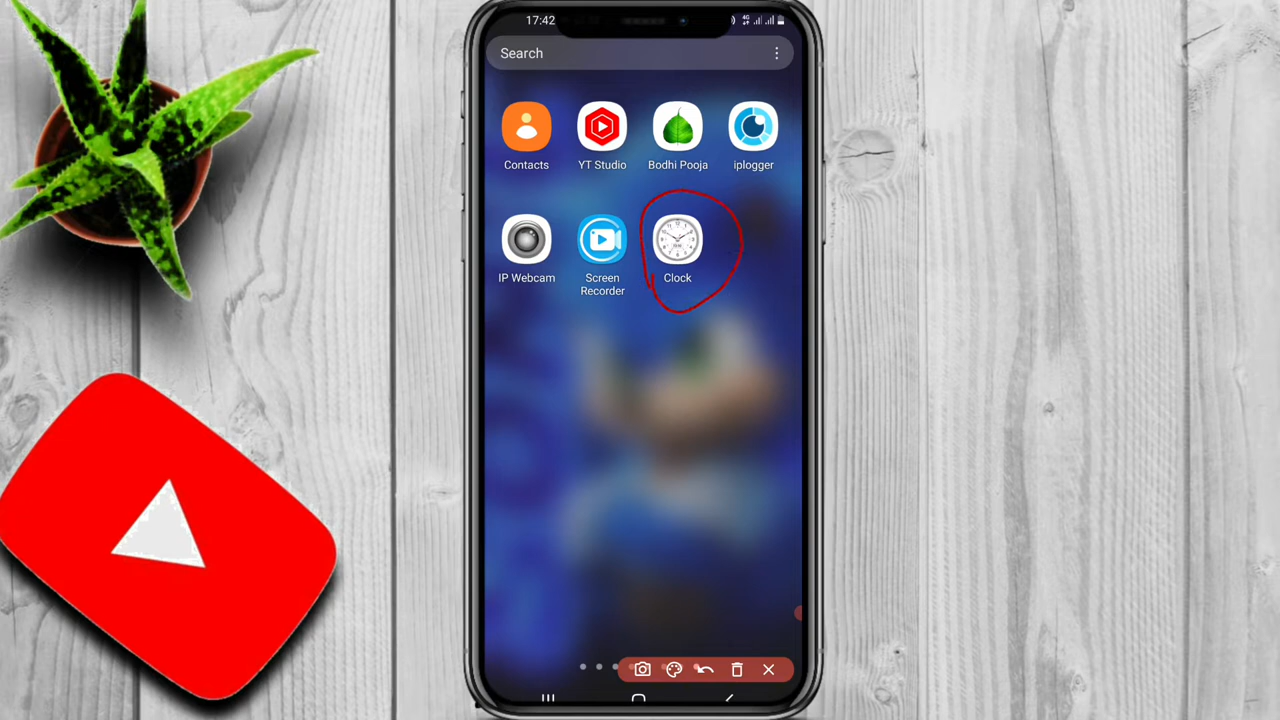 17:42
Search
Contacts
YT Studio
Bodhi Pooja
iplogger
IP Webcam
Screen
Recorder
Clock